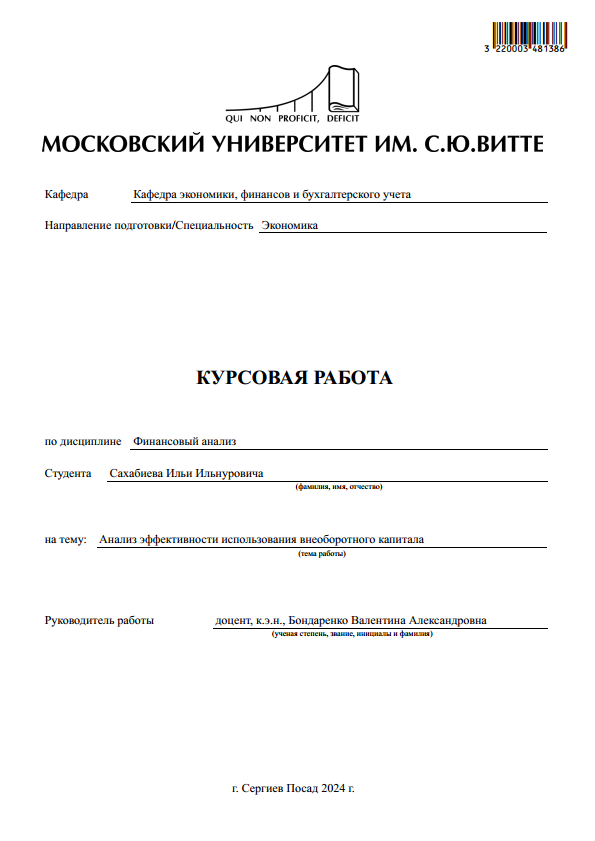 3 220003 481386
QUI NON PROFICIT, DEFICIT
МОСКОВСКИЙ УНИВЕРСИТЕТ ИМ. С.Ю.ВИТТЕ
Кафедра Кафедра экономики, финансов и бухгалтерского учета
Направление подготовки/Специальность Экономика
КУРСОВАЯ РАБОТА
по дисциплине Финансовый анализ
Студента Сахабиева Ильи Ильнуровича
(фамилия, имя, отчество)
на тему: Анализ эффективности использования внеоборотного капитала
(тема работы)
Руководитель работы доцент, к.э.н., Бондаренко Валентина Александровна
(ученая степень, звание, инициалы и фамилия)
г. Сергиев Посад 2024 г.